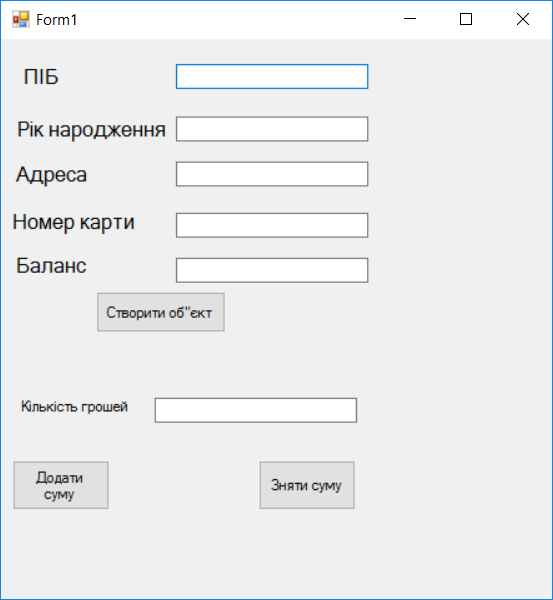 Form1
ПІБ
Рік народження
Адреса
Номер карти
Баланс
Створити об"єкт
Кількість грошей
Додати
суму
Зняти суму